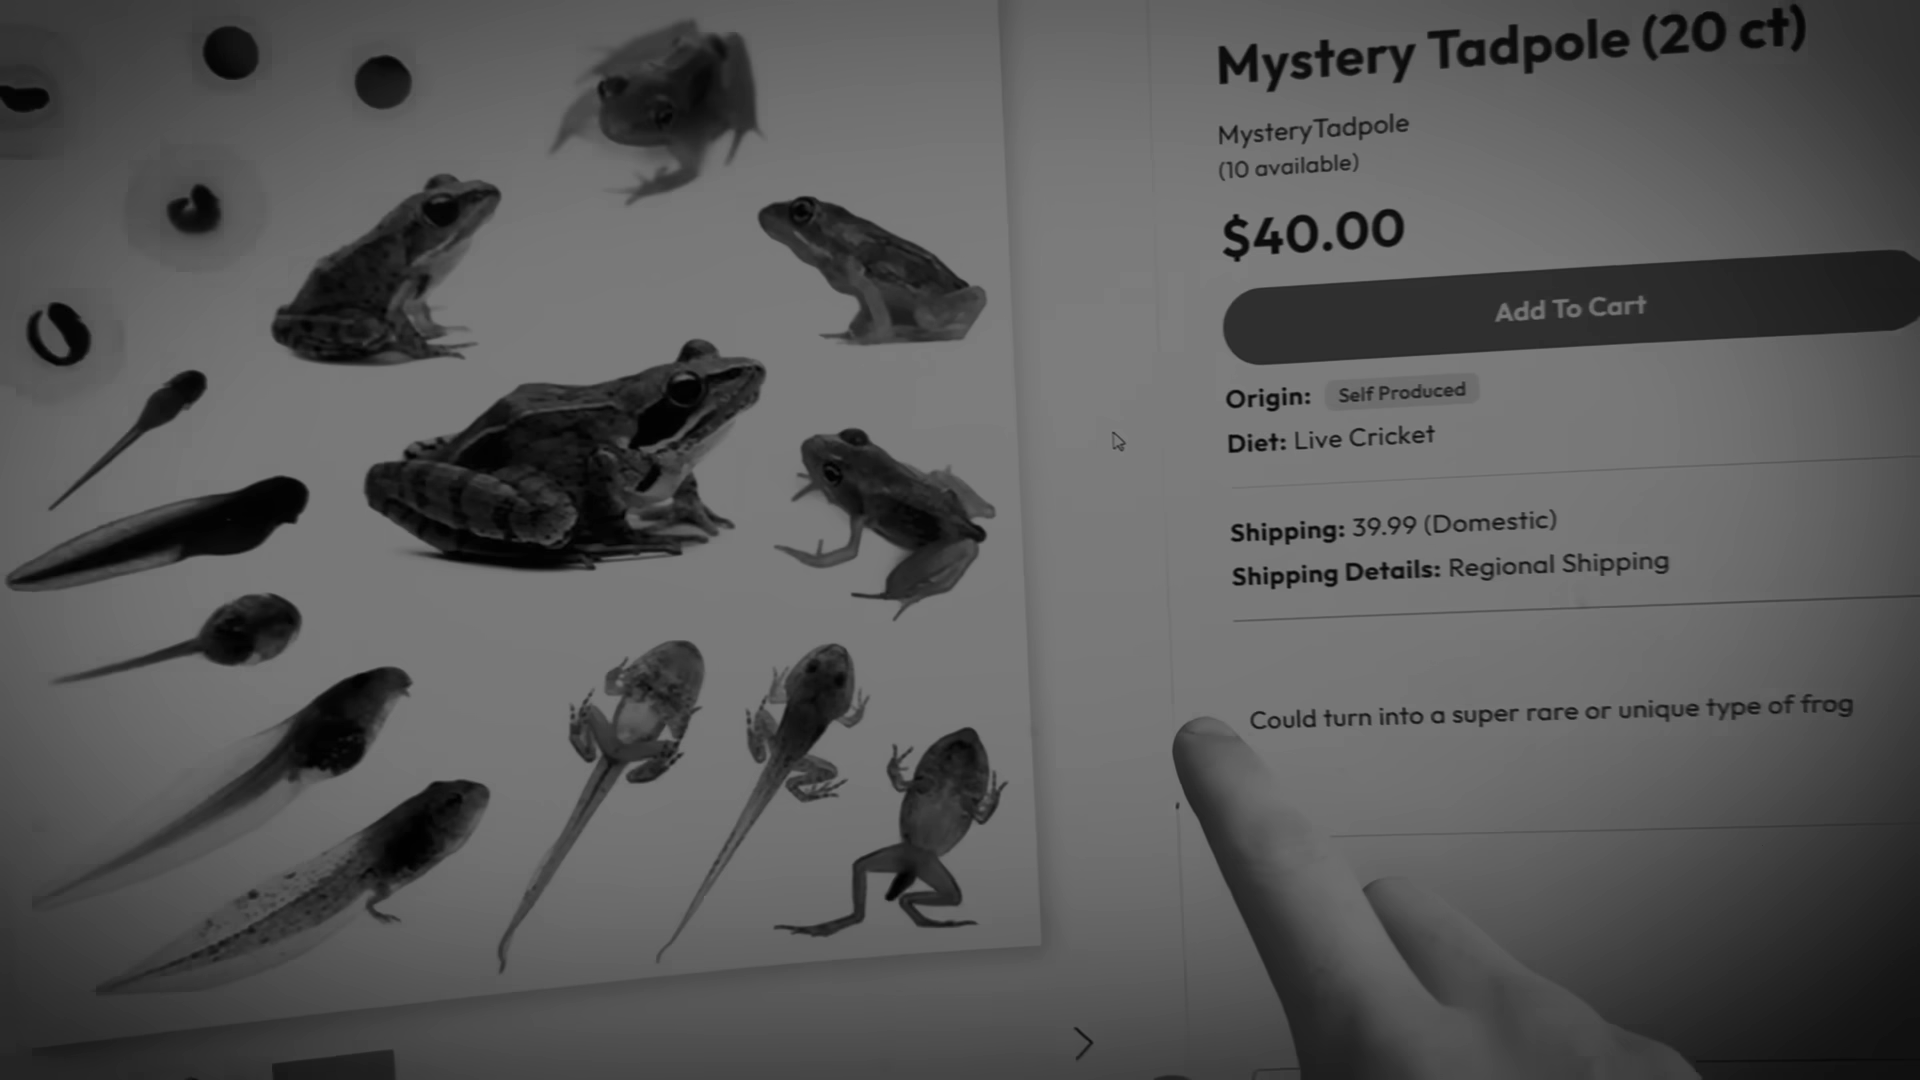 Mystery Tadpole (20 ct)
MysteryTadpole
(10 available)
$40.00
Add To Cart
Origin: Self Produced
Diet: Live Cricket
Shipping: 39.99 (Domestic)
Shipping Details: Regional Shipping
Could turn into a super rare or unique type of frog